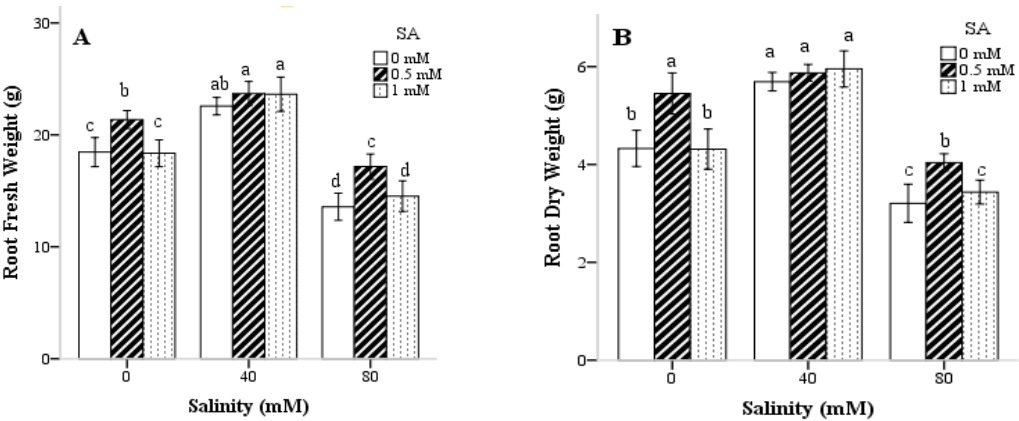 A
SA
0 mM
0.5 mM
1 mM
Root Fresh Weight (g)
30
20
10
0
c
b
c
ab
a
a
d
c
d
0
40
80
Salinity (mM)
B
SA
0 mM
0.5 mM
1 mM
Root Dry Weight (g)
6
4
2
0
b
a
b
a
a
a
c
b
c
0
40
80
Salinity (mM)